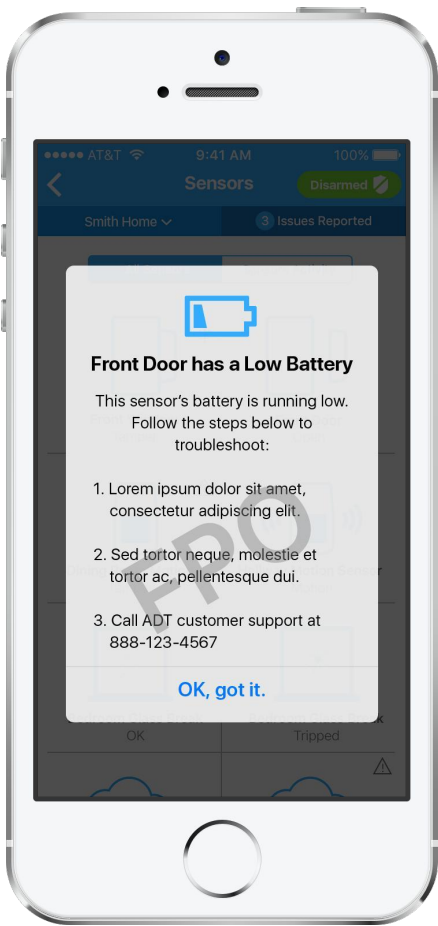 AT&T
9:41 AM
100%
Sensors
Disarmed
Smith Home
3 Issues Reported
Front Door has a Low Battery
This sensor's battery is running low.
Follow the steps below to
troubleshoot:
1. Lorem ipsum dolor sit amet,
consectetur adipiscing elit.
2. Sed tortor neque, molestie et
tortor ac, pellentesque dui.
3. Call ADT customer support at
888-123-4567
FPO
OK, got it.
OK
Tripped